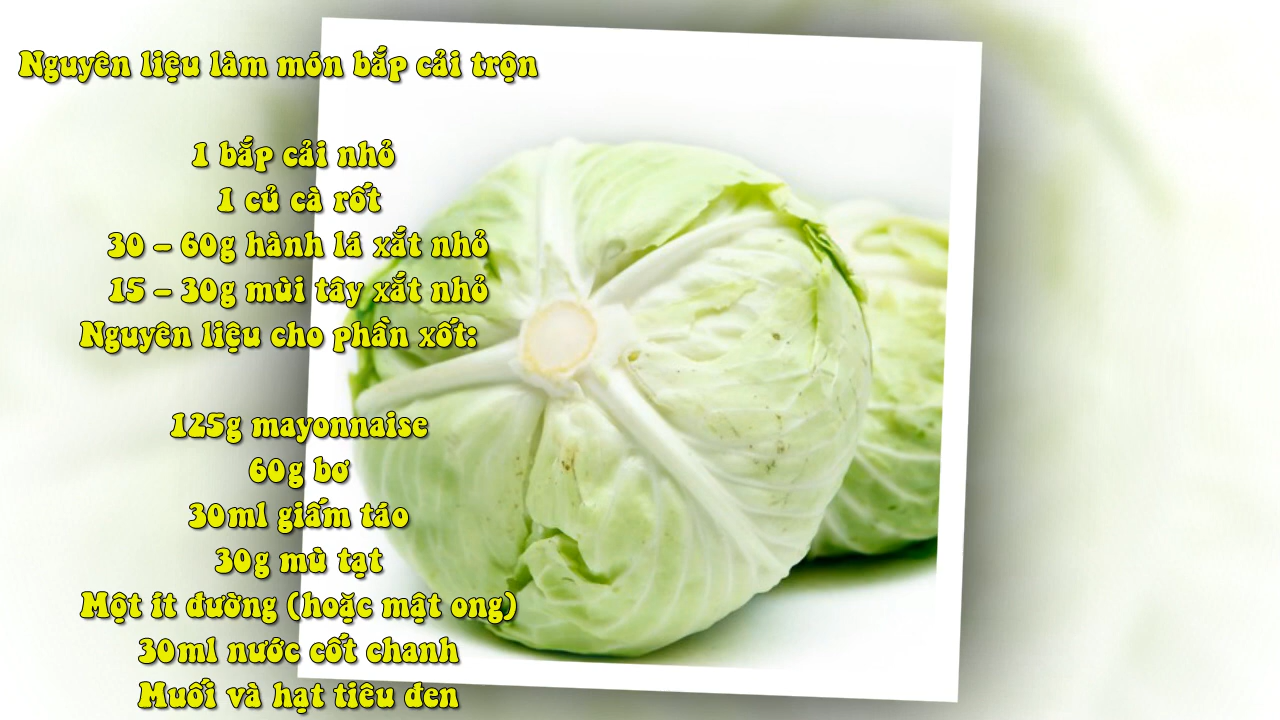 Nguyên liệu làm món bắp cải trộn
1 bắp cải nhỏ
1 củ cà rốt
30 – 60g hành lá xắt nhỏ
15 – 30g mùi tây xắt nhỏ
Nguyên liệu cho phần xốt:
125g mayonnaise
60g bơ
30ml giấm táo
30g mù tạt
Một ít đường (hoặc mật ong)
30ml nước cốt chanh
Muối và hạt tiêu đen